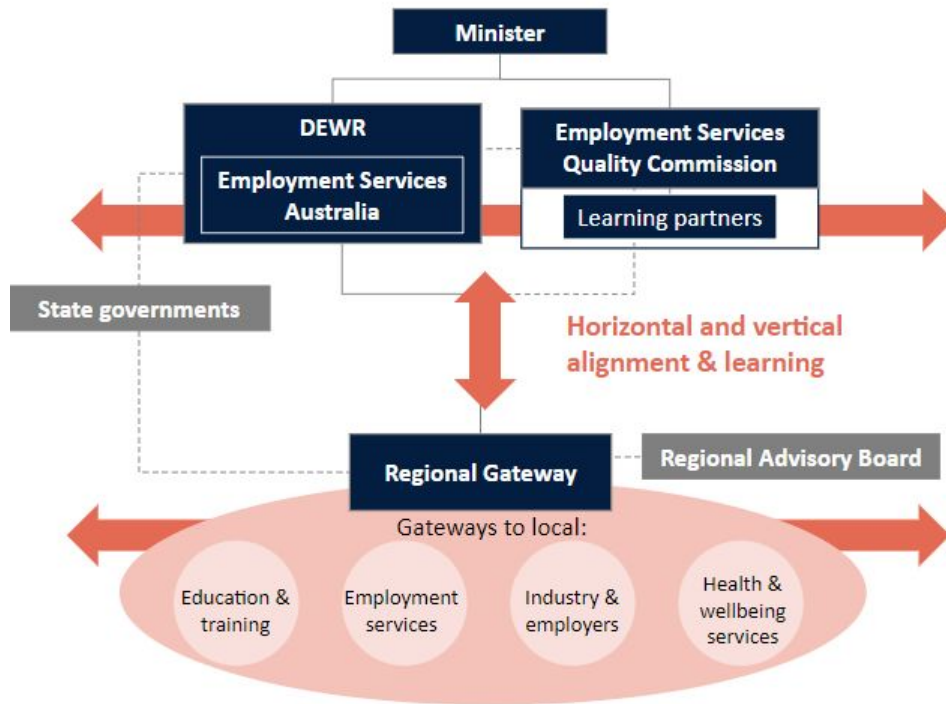 Minister
DEWR
Employment Services
Australia
Employment Services
Quality Commission
Learning partners
State governments
Horizontal and vertical
alignment & learning
Regional Gateway
Regional Advisory Board
Gateways to local:
Education &
training
Employment
services
Industry &
employers
Health &
wellbeing
services